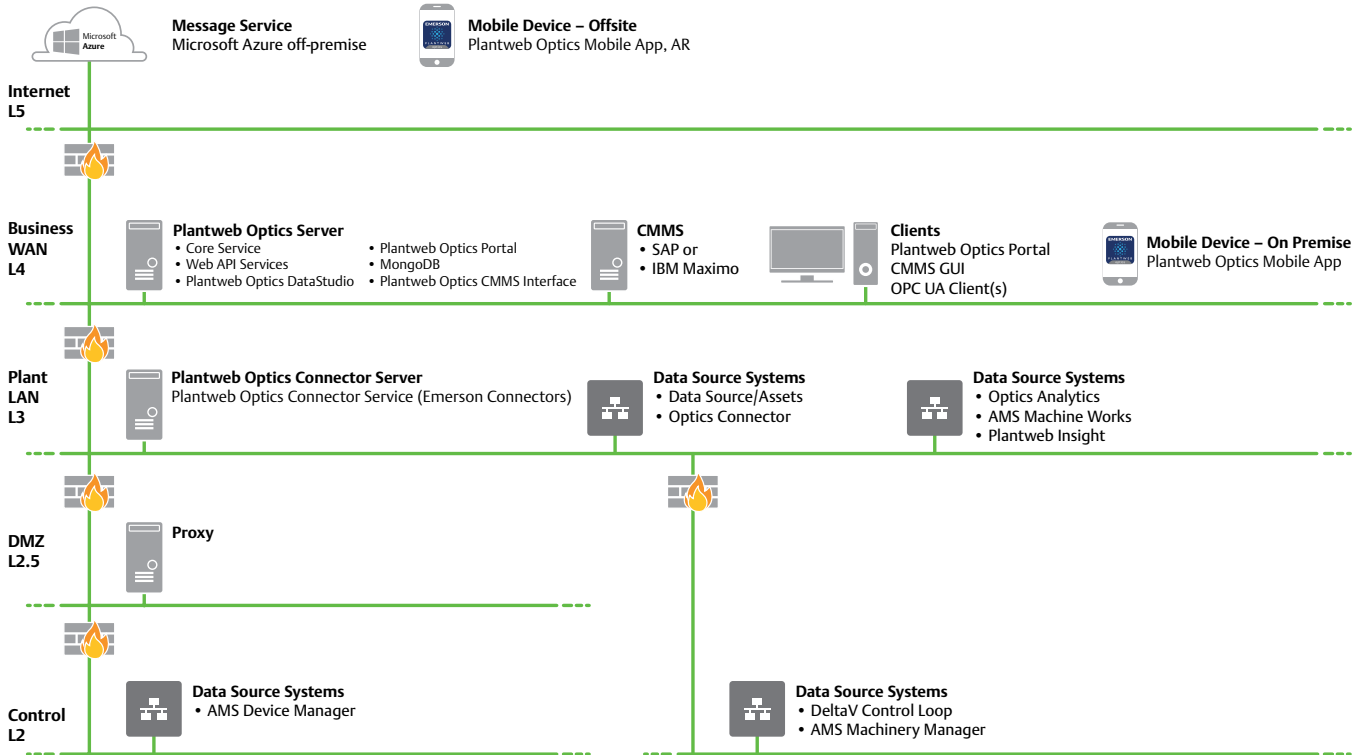 Microsoft
Azure
Message Service
Microsoft Azure off-premise
EMERSON
PLANTWEB
Mobile Device – Offsite
Plantweb Optics Mobile App, AR
Internet
L5
Business
WAN
L4
Plantweb Optics Server
• Core Service
• Web API Services
• Plantweb Optics DataStudio
• Plantweb Optics Portal
• MongoDB
• Plantweb Optics CMMS Interface
CMMS
• SAP or
• IBM Maximo
Clients
Plantweb Optics Portal
CMMS GUI
OPC UA Client(s)
EMERSON
PLANTWEB
Mobile Device – On Premise
Plantweb Optics Mobile App
Plant
LAN
L3
Plantweb Optics Connector Server
Plantweb Optics Connector Service (Emerson Connectors)
Data Source Systems
• Data Source/Assets
• Optics Connector
Data Source Systems
• Optics Analytics
• AMS Machine Works
• Plantweb Insight
DMZ
L2.5
Proxy
Control
L2
Data Source Systems
• AMS Device Manager
Data Source Systems
• DeltaV Control Loop
• AMS Machinery Manager